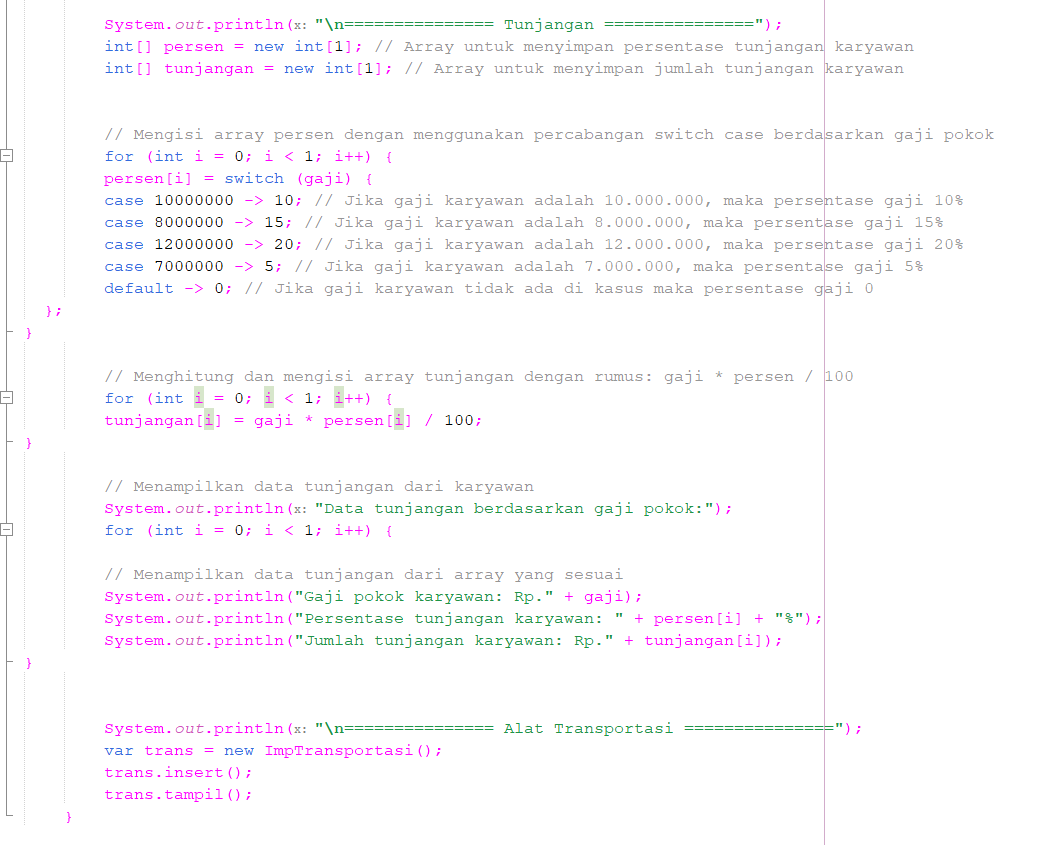 System.out.println(x: "\n=============== Tunjangan ===============");
int[] persen = new int[1]; // Array untuk menyimpan persentase tunjangan karyawan
int[] tunjangan = new int[1]; // Array untuk menyimpan jumlah tunjangan karyawan
// Mengisi array persen dengan menggunakan percabangan switch case berdasarkan gaji pokok
for (int i = 0; i < 1; i++) {
persen[i] = switch (gaji) {
case 10000000 -> 10; // Jika gaji karyawan adalah 10.000.000, maka persentase gaji 10%
case 8000000 -> 15; // Jika gaji karyawan adalah 8.000.000, maka persentase gaji 15%
case 12000000 -> 20; // Jika gaji karyawan adalah 12.000.000, maka persentase gaji 20%
case 7000000 -> 5; // Jika gaji karyawan adalah 7.000.000, maka persentase gaji 5%
default -> 0; // Jika gaji karyawan tidak ada di kasus maka persentase gaji 0
};
}
// Menghitung dan mengisi array tunjangan dengan rumus: gaji * persen / 100
for (int i = 0; i < 1; i++) {
tunjangan[i] = gaji * persen[i] / 100;
}
// Menampilkan data tunjangan dari karyawan
System.out.println(x: "Data tunjangan berdasarkan gaji pokok:");
for (int i = 0; i < 1; i++) {
// Menampilkan data tunjangan dari array yang sesuai
System.out.println("Gaji pokok karyawan: Rp." + gaji);
System.out.println("Persentase tunjangan karyawan: " + persen[i] + "%");
System.out.println("Jumlah tunjangan karyawan: Rp." + tunjangan[i]);
}
System.out.println(x: "\n=============== Alat Transportasi ===============");
var trans = new ImpTransportasi();
trans.insert();
trans.tampil();
}